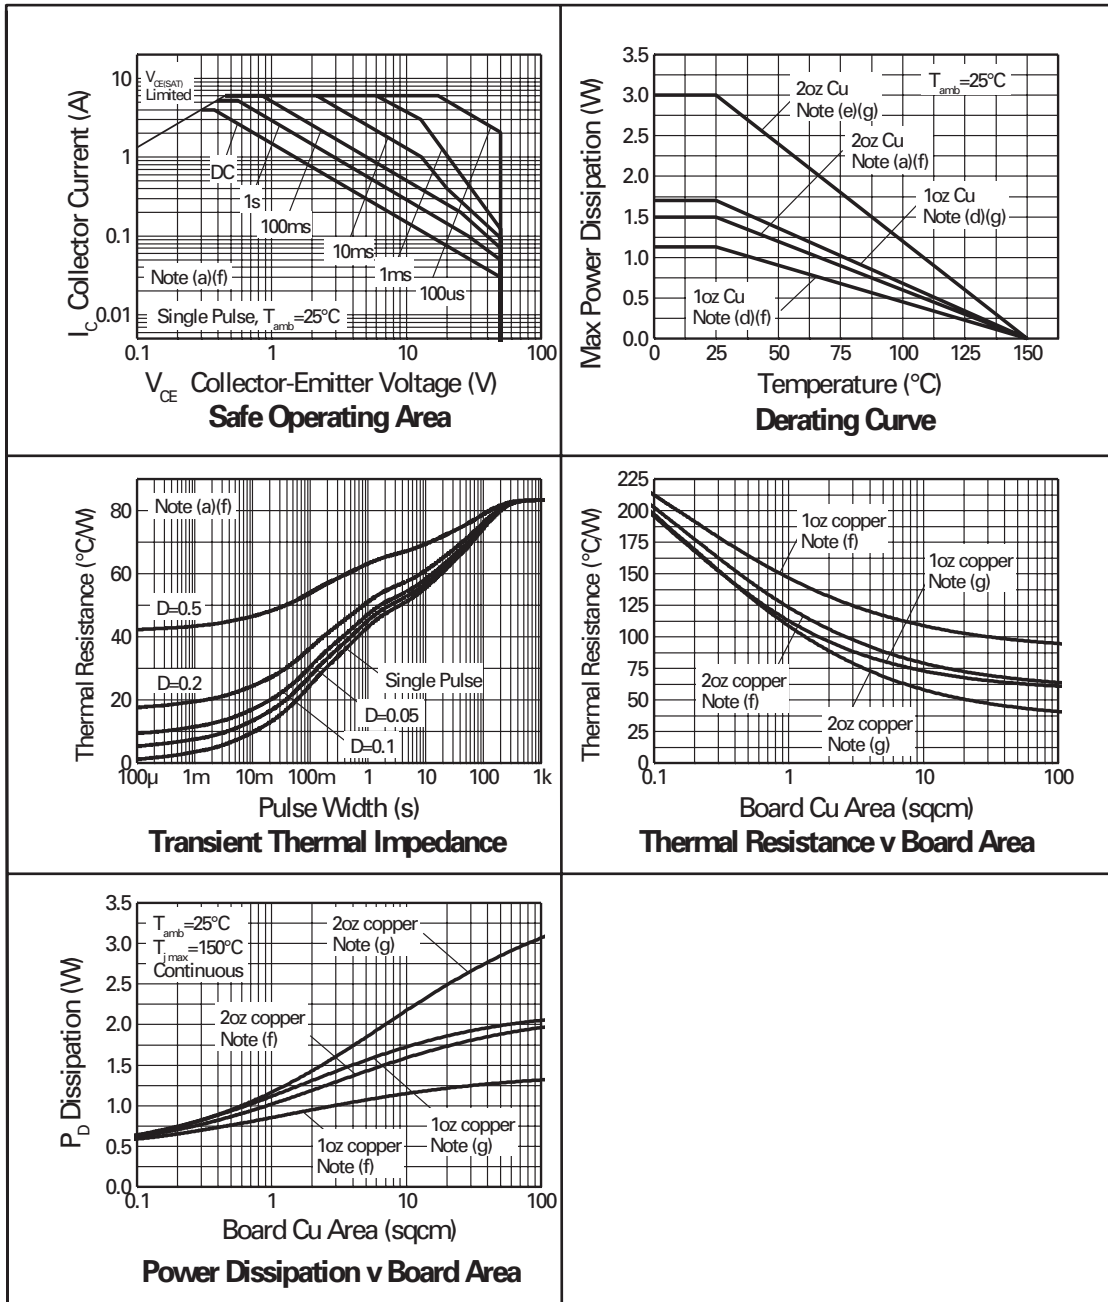 10
1
0.1
0.01
V_CE(SAT)
Limited
DC
1s
100ms
10ms
1ms
100us
Note (a)(f)
Single Pulse, T_amb=25°C
0.1
1
10
100
I_C Collector Current (A)
V_CE Collector-Emitter Voltage (V)
Safe Operating Area
3.5
3.0
2.5
2.0
1.5
1.0
0.5
0.0
T_amb=25°C
2oz Cu
Note (e)(g)
2oz Cu
Note (a)(f)
1oz Cu
Note (d)(g)
1oz Cu
Note (d)(f)
0
25
50
75
100
125
150
Max Power Dissipation (W)
Temperature (°C)
Derating Curve
80
60
40
20
0
Note (a)(f)
D=0.5
D=0.2
Single Pulse
D=0.05
D=0.1
100µ
1m
10m
100m
1
10
100
1k
Thermal Resistance (°C/W)
Pulse Width (s)
Transient Thermal Impedance
225
200
175
150
125
100
75
50
25
0
1oz copper
Note (f)
1oz copper
Note (g)
2oz copper
Note (f)
2oz copper
Note (g)
0.1
1
10
100
Thermal Resistance (°C/W)
Board Cu Area (sqcm)
Thermal Resistance v Board Area
3.5
3.0
2.5
2.0
1.5
1.0
0.5
0.0
T_amb=25°C
T_j max=150°C
Continuous
2oz copper
Note (g)
2oz copper
Note (f)
1oz copper
Note (g)
1oz copper
Note (f)
0.1
1
10
100
P_D Dissipation (W)
Board Cu Area (sqcm)
Power Dissipation v Board Area